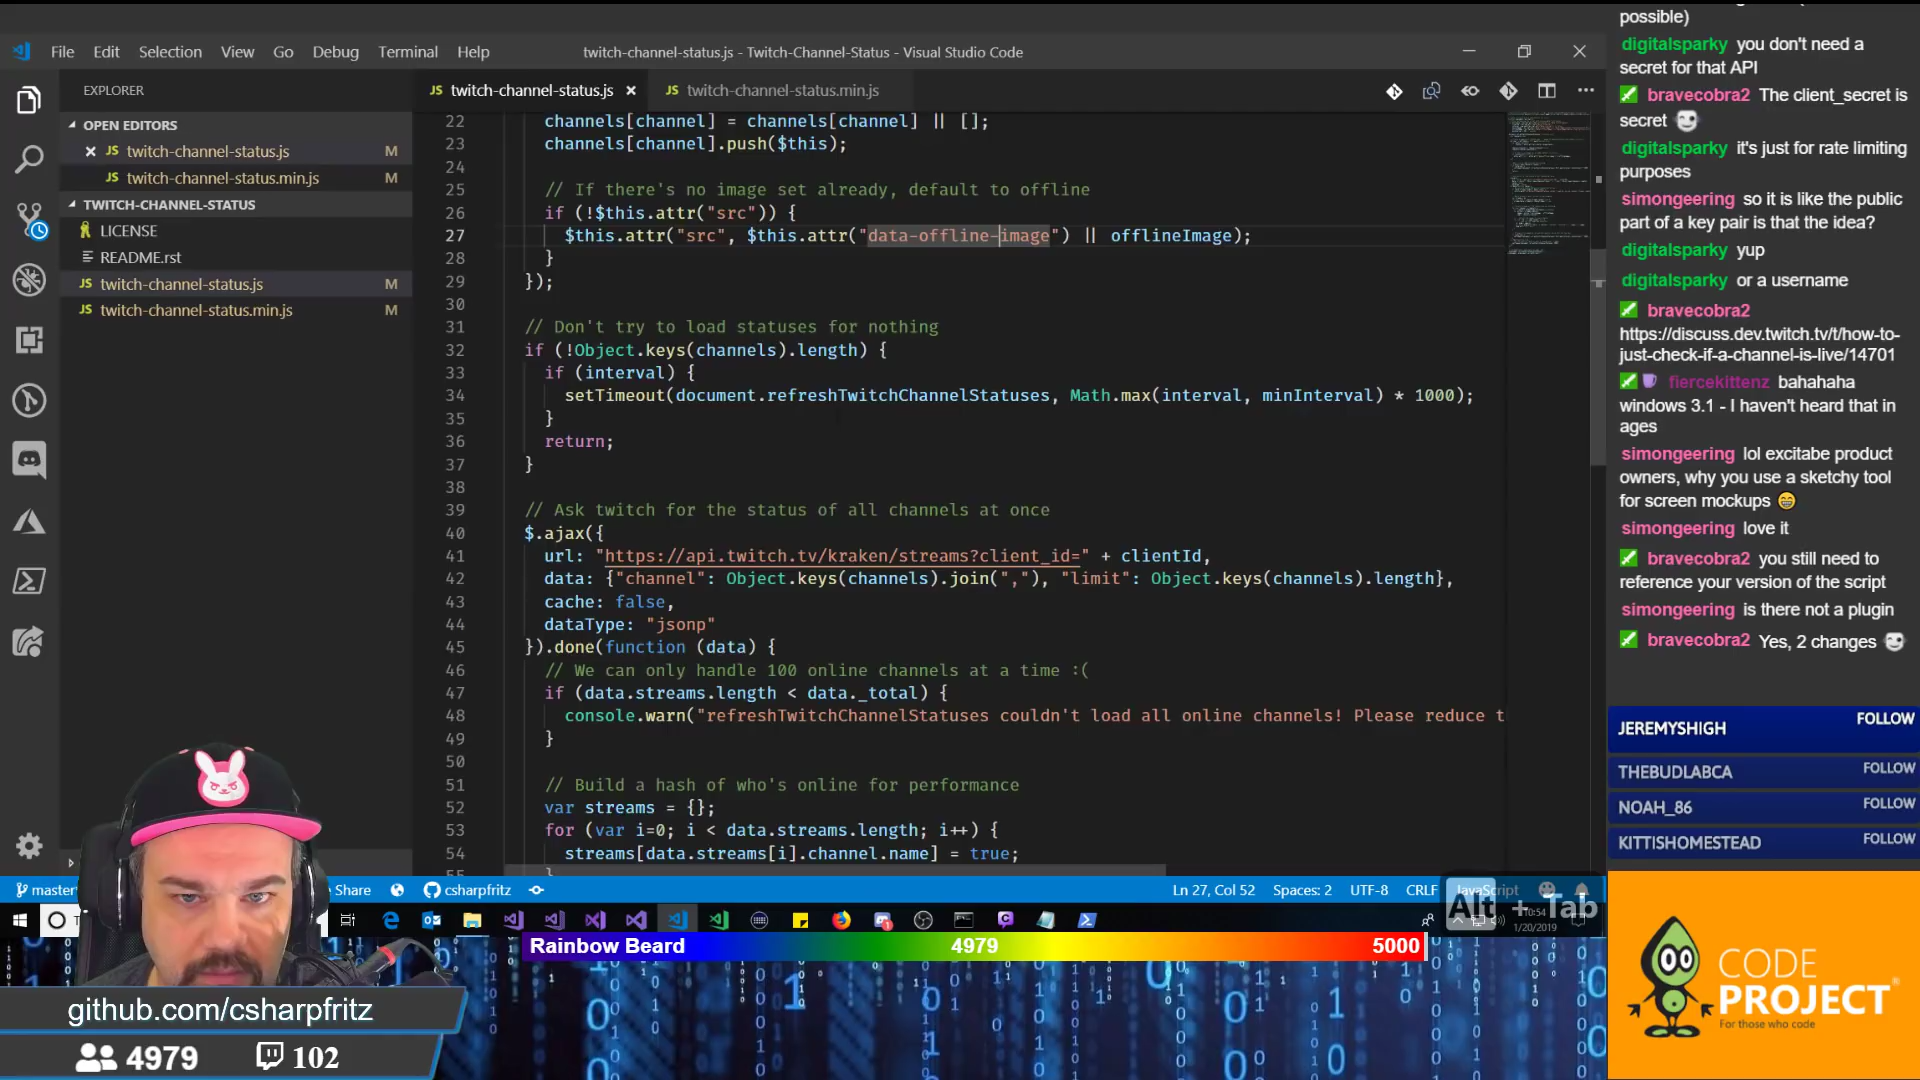 File Edit Selection View Go Debug Terminal Help
twitch-channel-status.js - Twitch-Channel-Status - Visual Studio Code
EXPLORER
OPEN EDITORS
twitch-channel-status.js M
twitch-channel-status.min.js M
TWITCH-CHANNEL-STATUS
LICENSE
README.rst
twitch-channel-status.js M
twitch-channel-status.min.js M
JS twitch-channel-status.js
JS twitch-channel-status.min.js
22 channels[channel] = channels[channel] || [];
23 channels[channel].push($this);
24
25 // If there's no image set already, default to offline
26 if (!$this.attr("src")) {
27 $this.attr("src", $this.attr("data-offline-image") || offlineImage);
28 }
29 });
30
31 // Don't try to load statuses for nothing
32 if (!Object.keys(channels).length) {
33 if (interval) {
34 setTimeout(document.refreshTwitchChannelStatuses, Math.max(interval, minInterval) * 1000);
35 }
36 return;
37 }
38
39 // Ask twitch for the status of all channels at once
40 $.ajax({
41 url: "https://api.twitch.tv/kraken/streams?client_id=" + clientId,
42 data: {"channel": Object.keys(channels).join(","), "limit": Object.keys(channels).length},
43 cache: false,
44 dataType: "jsonp"
45 }).done(function (data) {
46 // We can only handle 100 online channels at a time :(
47 if (data.streams.length < data._total) {
48 console.warn("refreshTwitchChannelStatuses couldn't load all online channels! Please reduce t
49 }
50
51 // Build a hash of who's online for performance
52 var streams = {};
53 for (var i=0; i < data.streams.length; i++) {
54 streams[data.streams[i].channel.name] = true;
55 }
master
Share
csharpfritz
Ln 27, Col 52 Spaces: 2 UTF-8 CRLF JavaScript
Alt + Tab
10:54
1/20/2019
Rainbow Beard 4979 5000
github.com/csharpfritz
4979 102
possible)
digitalsparky you don't need a
secret for that API
bravecobra2 The client_secret is
secret
digitalsparky it's just for rate limiting
purposes
simongeering so it is like the public
part of a key pair is that the idea?
digitalsparky yup
digitalsparky or a username
bravecobra2
https://discuss.dev.twitch.tv/t/how-to-
just-check-if-a-channel-is-live/14701
fiercekittenz bahahaha
windows 3.1 - I haven't heard that in
ages
simongeering lol excitabe product
owners, why you use a sketchy tool
for screen mockups
simongeering love it
bravecobra2 you still need to
reference your version of the script
simongeering is there not a plugin
bravecobra2 Yes, 2 changes
JEREMYSHIGH FOLLOW
THEBUDLABCA FOLLOW
NOAH_86 FOLLOW
KITTISHOMESTEAD FOLLOW
CODE
PROJECT
For those who code